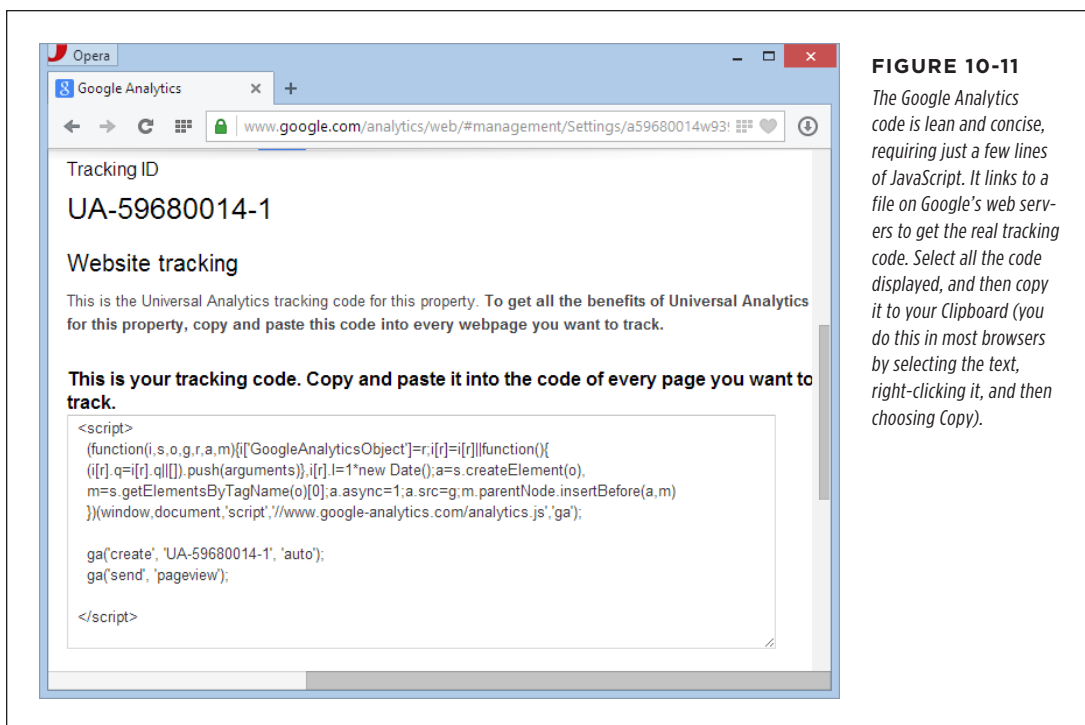 Opera
Google Analytics
www.google.com/analytics/web/#management/Settings/a59680014w939
Tracking ID
UA-59680014-1
Website tracking
This is the Universal Analytics tracking code for this property. To get all the benefits of Universal Analytics
for this property, copy and paste this code into every webpage you want to track.
This is your tracking code. Copy and paste it into the code of every page you want to
track.
<script>
(function(i,s,o,g,r,a,m){i['GoogleAnalyticsObject']=r;i[r]=i[r]||function(){
(i[r].q=i[r].q||[]).push(arguments)},i[r].l=1*new Date();a=s.createElement(o),
m=s.getElementsByTagName(o)[0];a.async=1;a.src=g;m.parentNode.insertBefore(a,m)
})(window,document,'script','//www.google-analytics.com/analytics.js','ga');
ga('create', 'UA-59680014-1', 'auto');
ga('send', 'pageview');
</script>
FIGURE 10-11
The Google Analytics
code is lean and concise,
requiring just a few lines
of JavaScript. It links to a
file on Google's web serv-
ers to get the real tracking
code. Select all the code
displayed, and then copy
it to your Clipboard (you
do this in most browsers
by selecting the text,
right-clicking it, and then
choosing Copy).